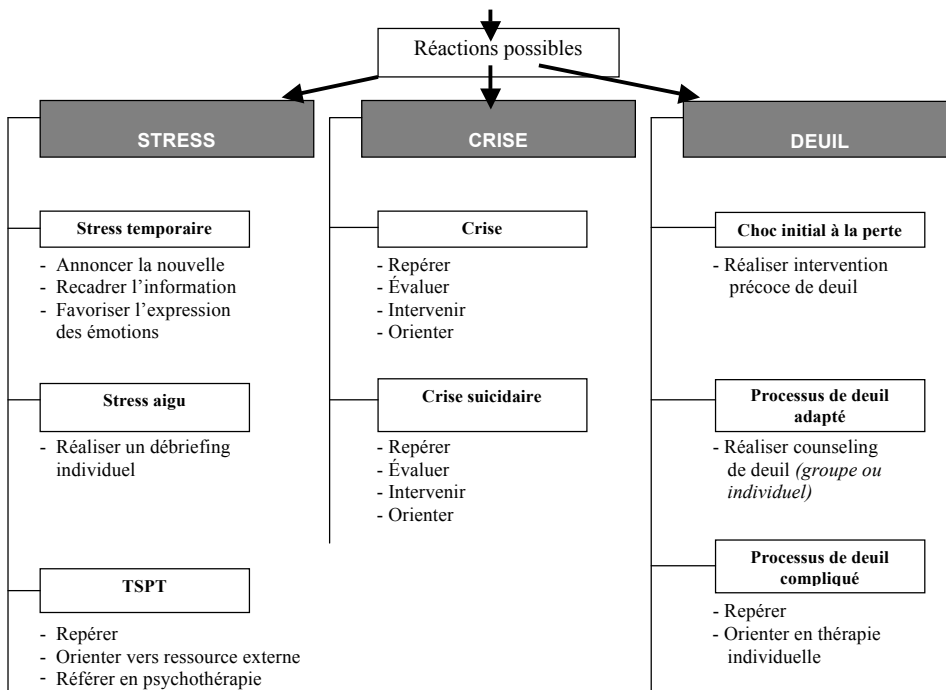 Réactions possibles
STRESS
Stress temporaire
- Annoncer la nouvelle
- Recadrer l'information
- Favoriser l'expression
des émotions
Stress aigu
- Réaliser un débriefing
individuel
TSPT
- Repérer
- Orienter vers ressource externe
- Référer en psychothérapie
CRISE
Crise
- Repérer
- Évaluer
- Intervenir
- Orienter
Crise suicidaire
- Repérer
- Évaluer
- Intervenir
- Orienter
DEUIL
Choc initial à la perte
- Réaliser intervention
précoce de deuil
Processus de deuil
adapté
- Réaliser counseling
de deuil (groupe ou
individuel)
Processus de deuil
compliqué
- Repérer
- Orienter en thérapie
individuelle